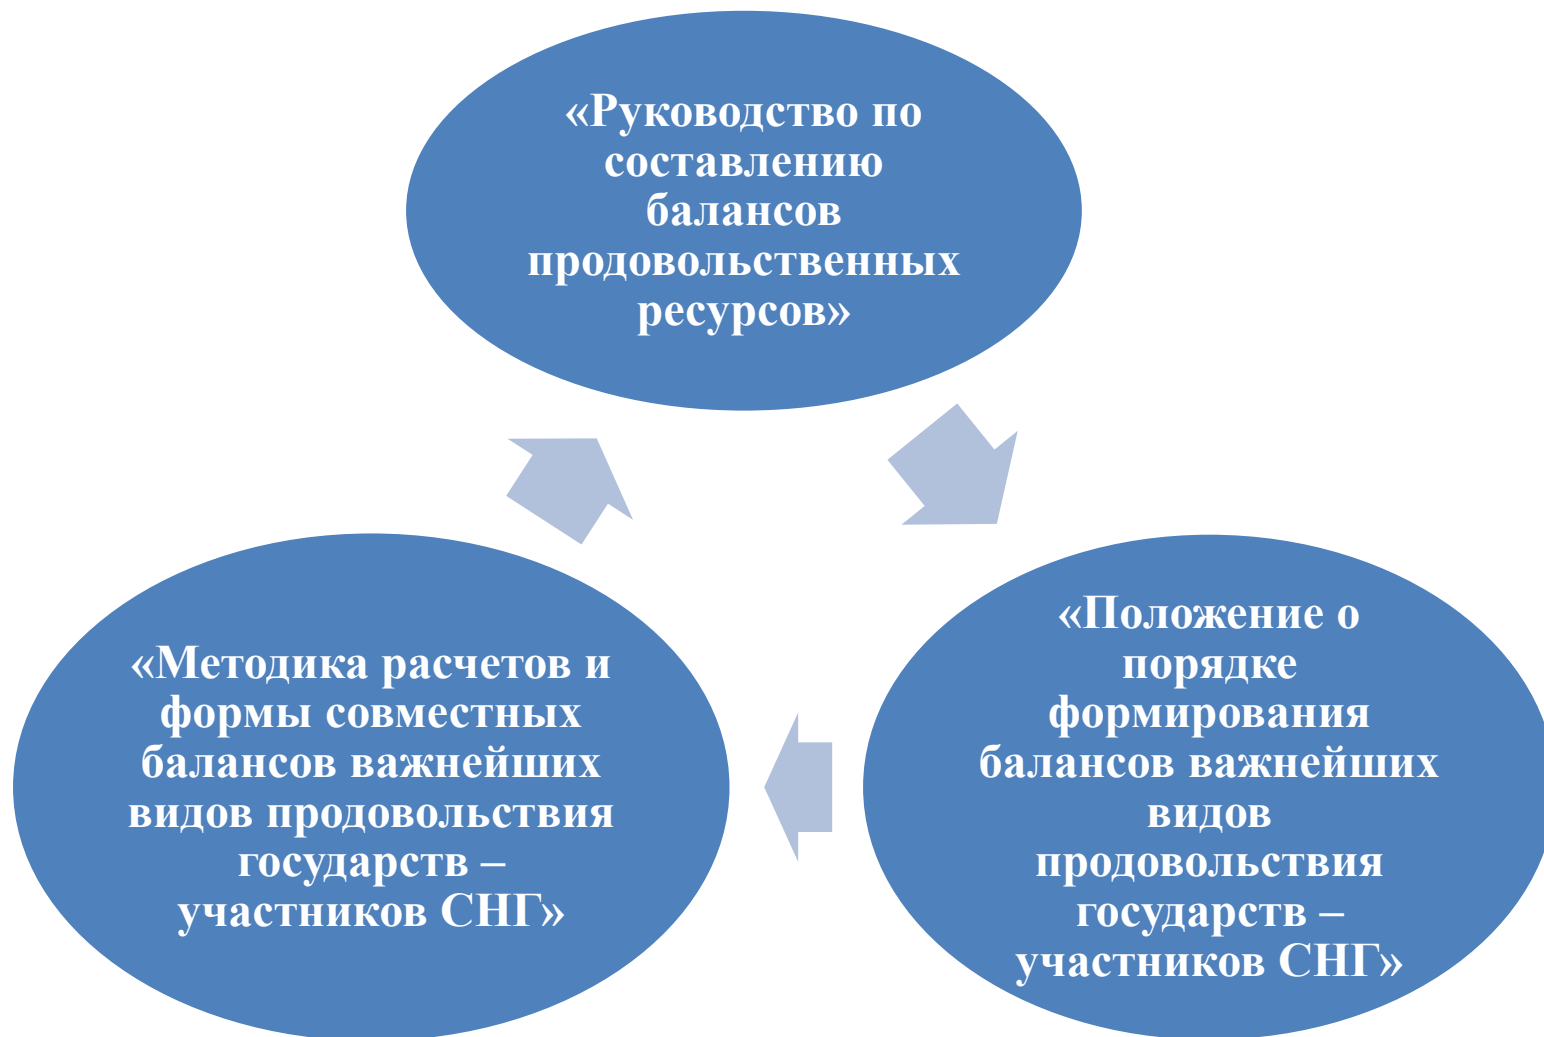 «Руководство по
составлению
балансов
продовольственных
ресурсов»
«Положение о
порядке
формирования
балансов важнейших
видов
продовольствия
государств –
участников СНГ»
«Методика расчетов и
формы совместных
балансов важнейших
видов продовольствия
государств –
участников СНГ»